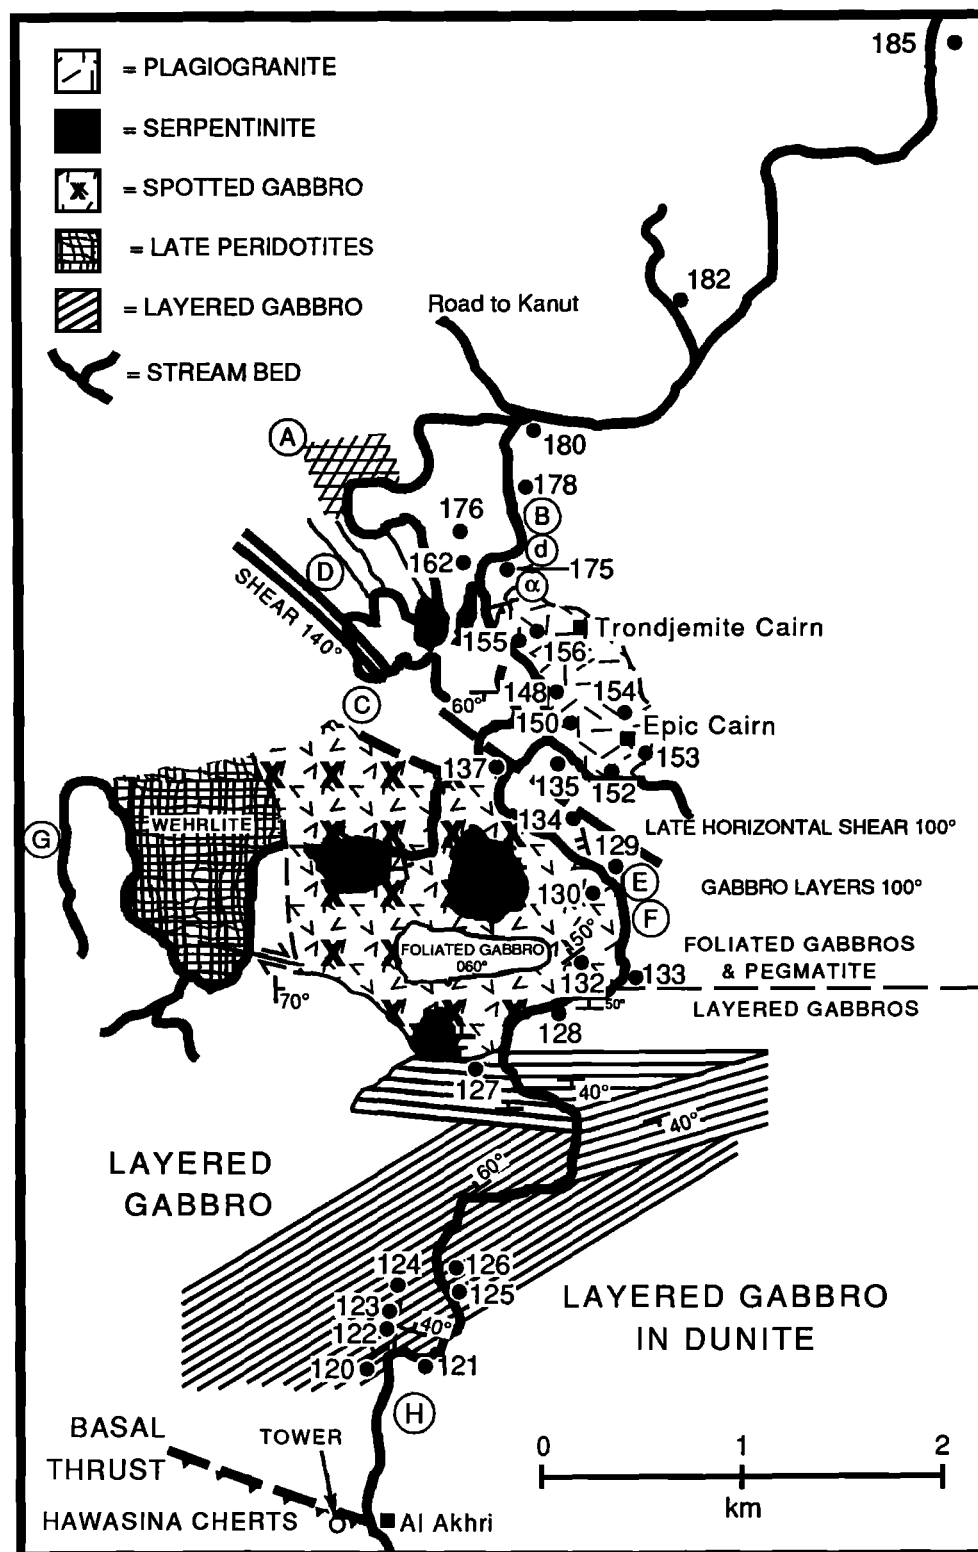 185
= PLAGIOGRANITE
= SERPENTINITE
X = SPOTTED GABBRO
= LATE PERIDOTITES
= LAYERED GABBRO
= STREAM BED
182
Road to Kanut
A
180
178
176
B
162
d
175
D
α
SHEAR 140°
155
156
Trondjemite Cairn
60°
148
154
C
150
Epic Cairn
153
137
135
152
134
LATE HORIZONTAL SHEAR 100°
G
WEHRLITE
129
E
130
GABBRO LAYERS 100°
F
50°
FOLIATED GABBRO
060°
FOLIATED GABBROS
& PEGMATITE
132
133
70°
50°
LAYERED GABBROS
128
127
40°
40°
LAYERED
GABBRO
60°
124
126
125
123
LAYERED GABBRO
IN DUNITE
122
40°
120
121
H
BASAL
THRUST
TOWER
0 1 2
km
HAWASINA CHERTS
Al Akhri